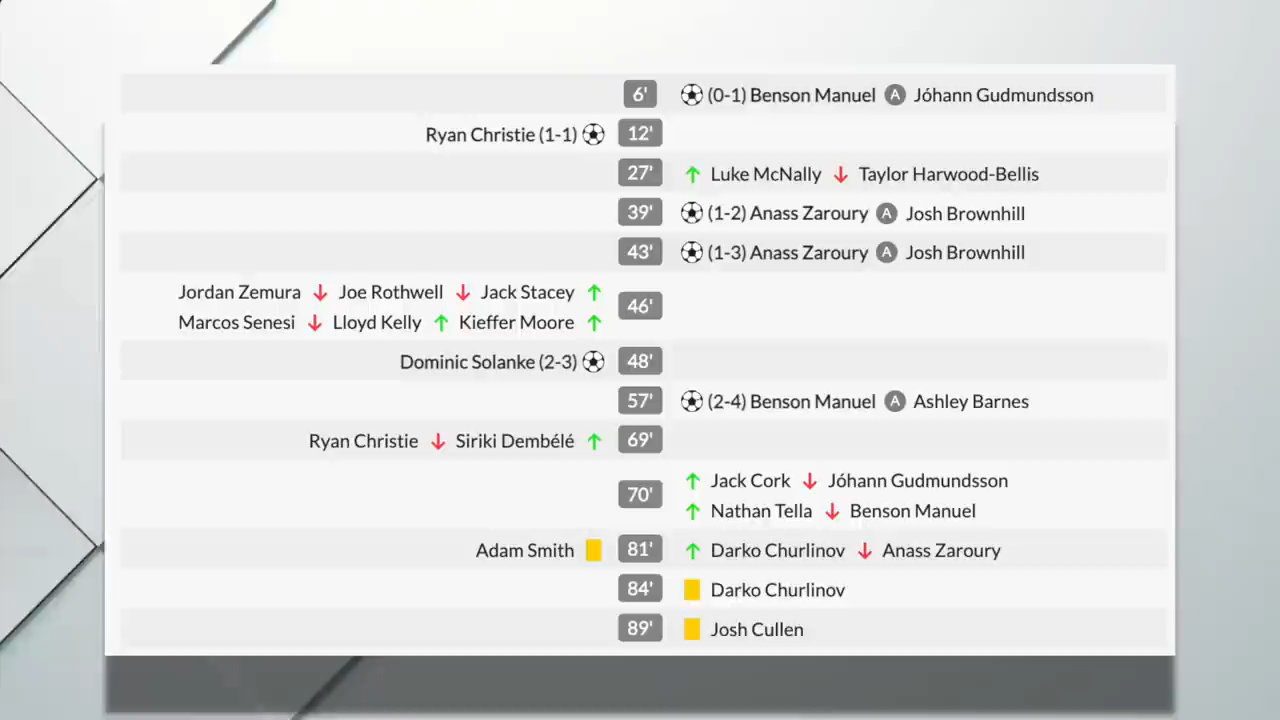 6' (0-1) Benson Manuel A Jóhann Gudmundsson
Ryan Christie (1-1) 12'
27' Luke McNally Taylor Harwood-Bellis
39' (1-2) Anass Zaroury A Josh Brownhill
43' (1-3) Anass Zaroury A Josh Brownhill
Jordan Zemura Joe Rothwell Jack Stacey
46'
Marcos Senesi Lloyd Kelly Kieffer Moore
Dominic Solanke (2-3) 48'
57' (2-4) Benson Manuel A Ashley Barnes
Ryan Christie Siriki Dembélé 69'
Jack Cork Jóhann Gudmundsson
70'
Nathan Tella Benson Manuel
Adam Smith 81' Darko Churlinov Anass Zaroury
84' Darko Churlinov
89' Josh Cullen